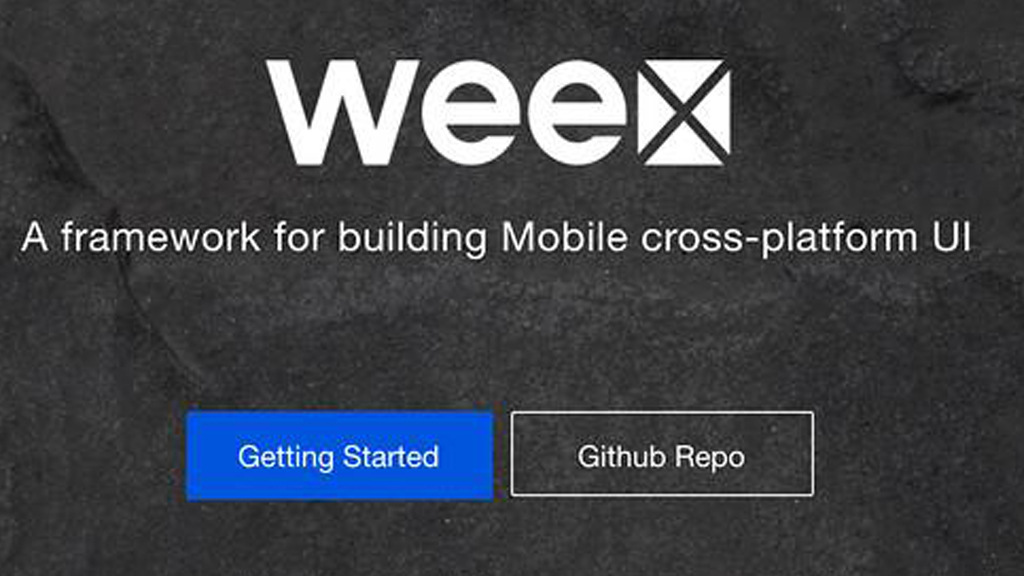 weex
A framework for building Mobile cross-platform UI
Getting Started
Github Repo